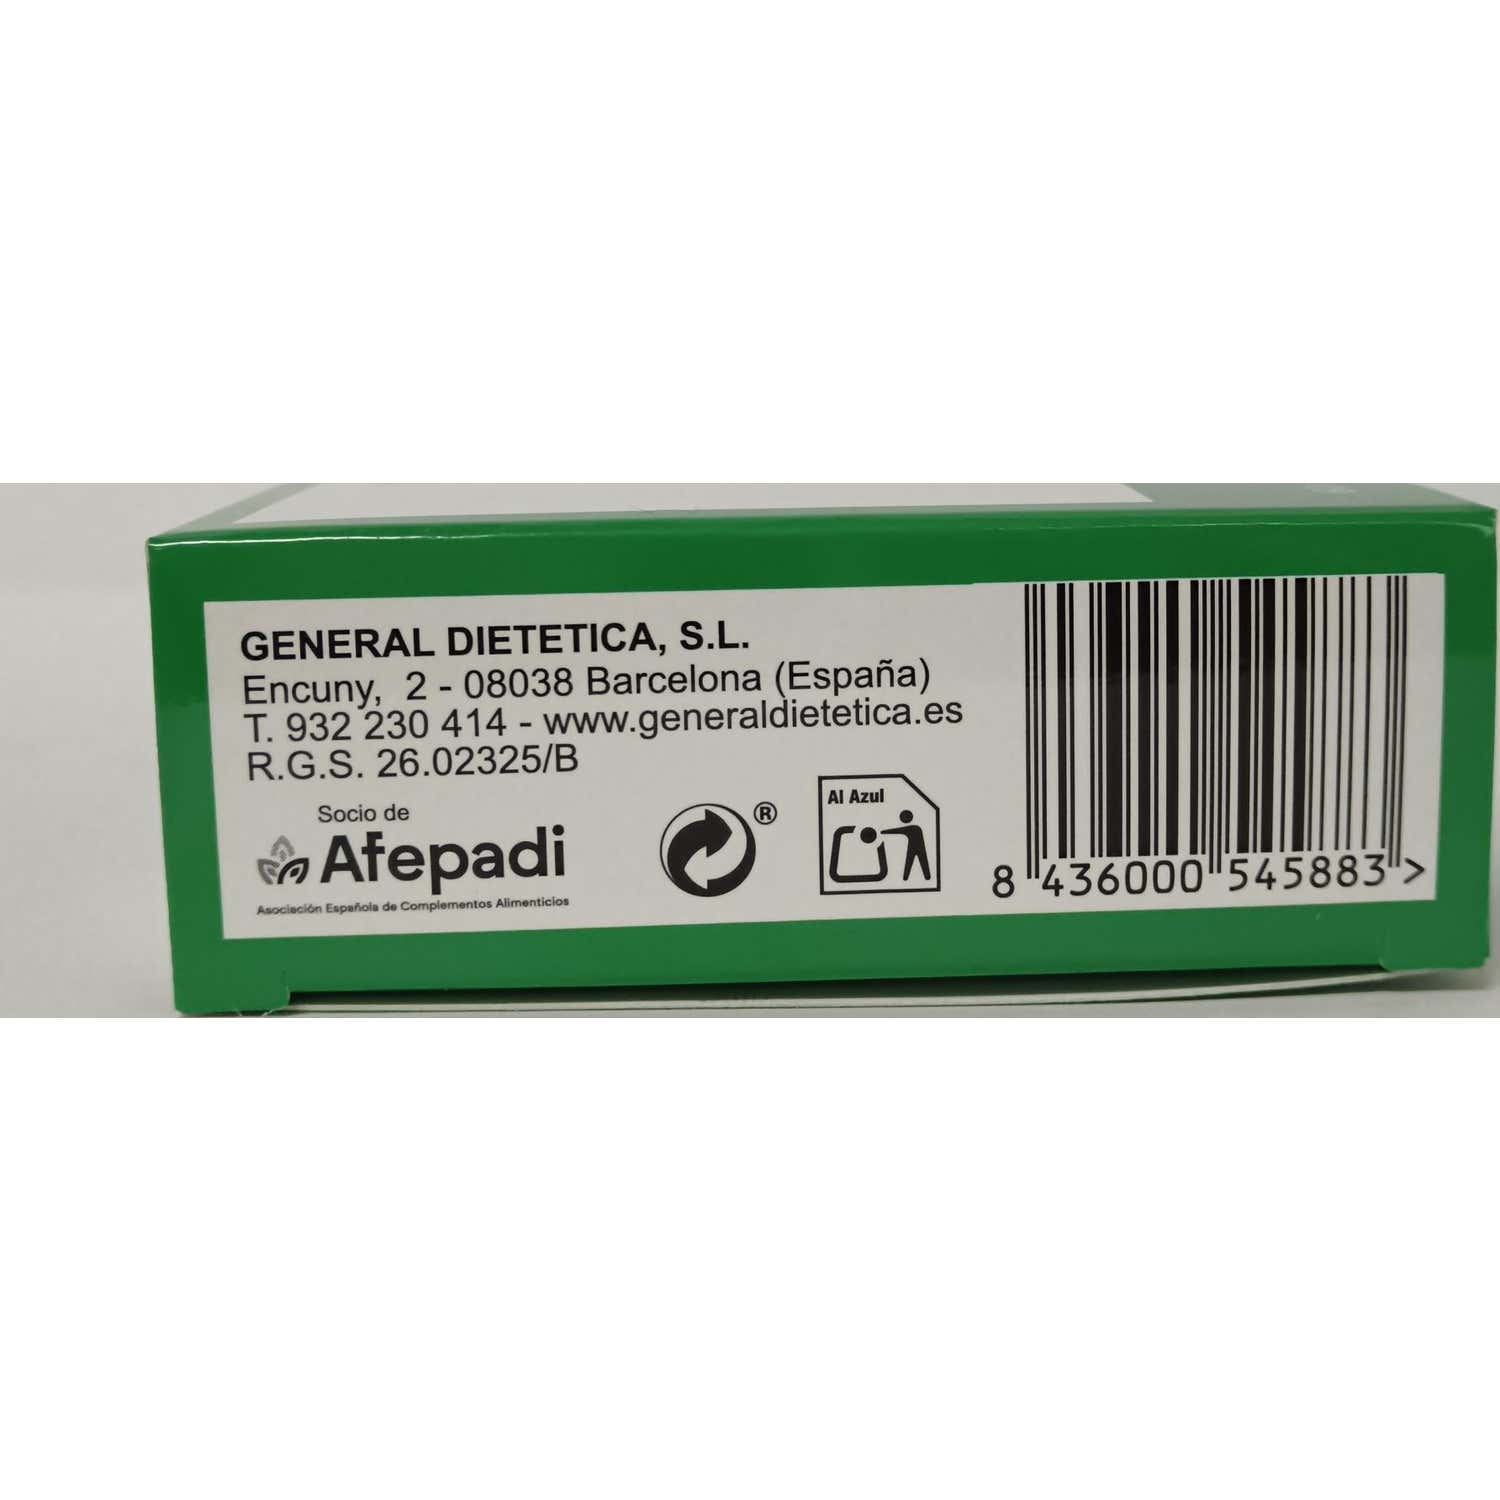 GENERAL DIETETICA, S.L.
Encuny, 2 - 08038 Barcelona (España)
T. 932 230 414 - www.generaldietetica.es
R.G.S. 26.02325/B
Socio de
Afepadi
Asociación Española de Complementos Alimenticios
®
Al Azul
8 436000 545883 >